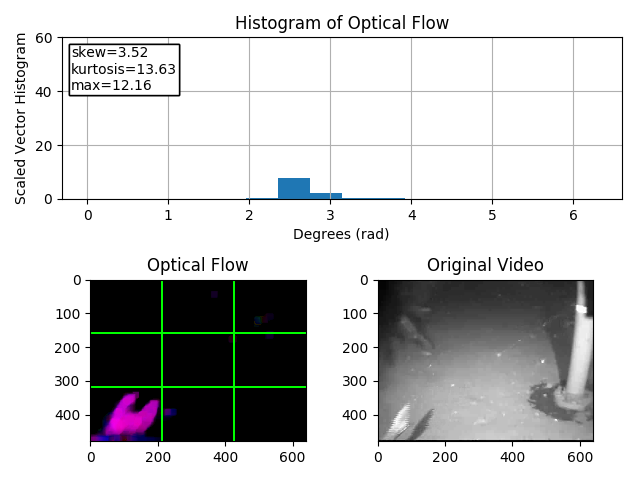 Histogram of Optical Flow
Scaled Vector Histogram
60
40
20
0
skew=3.52
kurtosis=13.63
max=12.16
0 1 2 3 4 5 6
Degrees (rad)
Optical Flow
0
100
200
300
400
0 200 400 600
Original Video
0
100
200
300
400
0 200 400 600